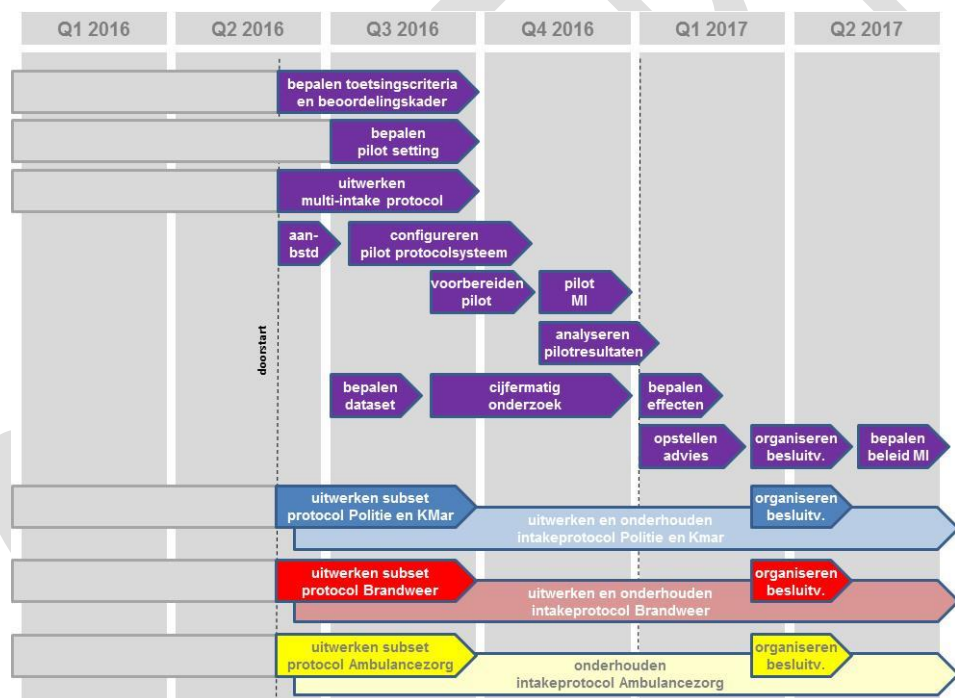 Q1 2016
Q2 2016
Q3 2016
Q4 2016
Q1 2017
Q2 2017
bepalen toetsingscriteria
en beoordelingskader
bepalen
pilot setting
uitwerken
multi-intake protocol
aan-
bstd
configureren
pilot protocolsysteem
voorbereiden
pilot
pilot
MI
analyseren
pilotresultaten
doorstart
bepalen
dataset
cijfermatig
onderzoek
bepalen
effecten
opstellen
advies
organiseren
besluitv.
bepalen
beleid MI
uitwerken subset
protocol Politie en KMar
organiseren
besluitv.
uitwerken en onderhouden
intakeprotocol Politie en Kmar
uitwerken subset
protocol Brandweer
organiseren
besluitv.
uitwerken en onderhouden
intakeprotocol Brandweer
uitwerken subset
protocol Ambulancezorg
organiseren
besluitv.
onderhouden
intakeprotocol Ambulancezorg